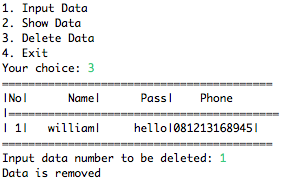 1. Input Data
2. Show Data
3. Delete Data
4. Exit
Your choice: 3
========================================
|No|      Name|      Pass|    Phone
|=======================================
| 1|   william|     hello|081213168945|
========================================
Input data number to be deleted: 1
Data is removed